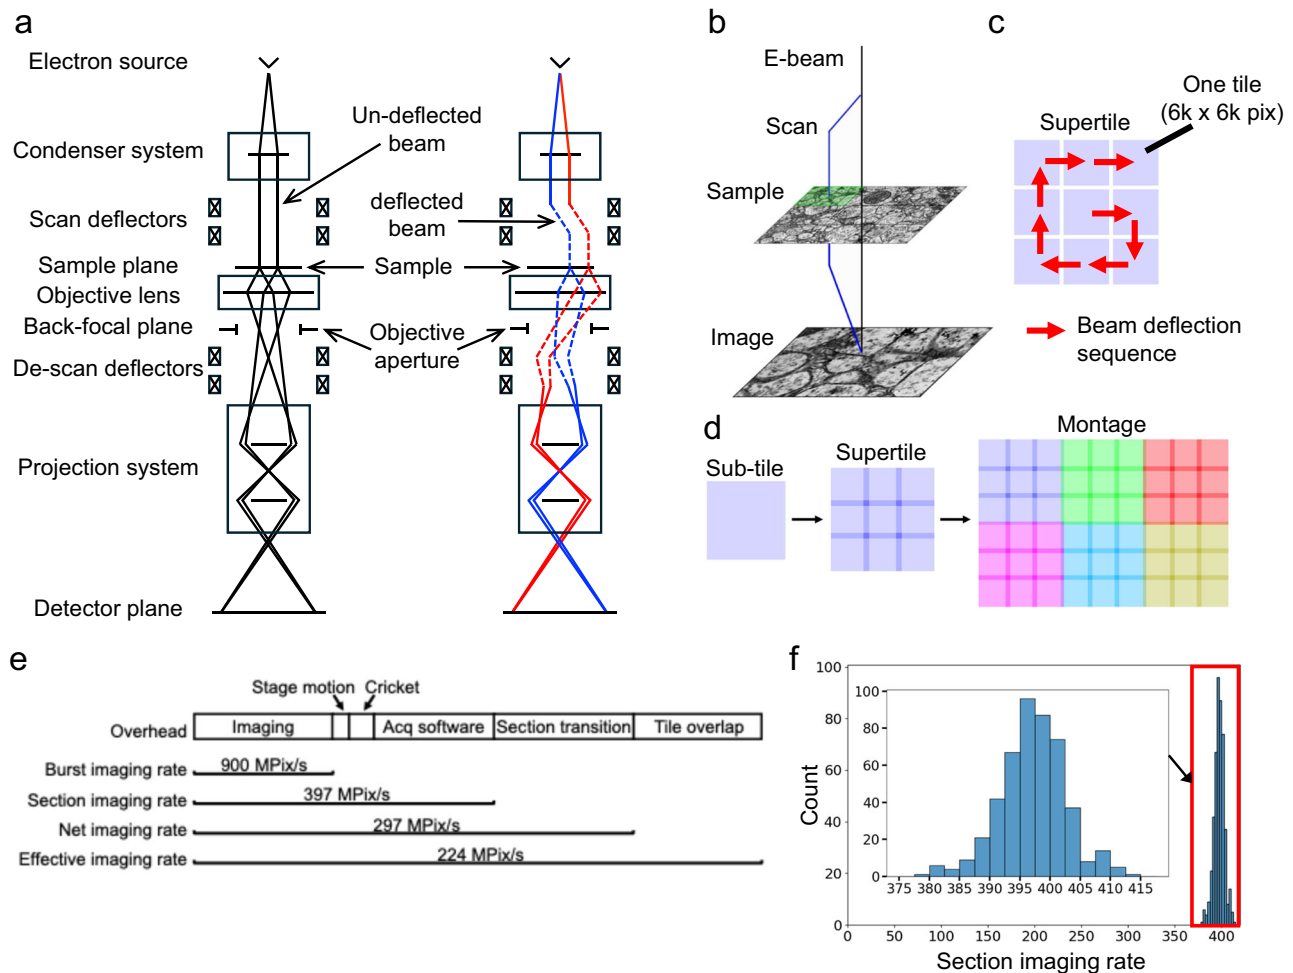 a
Electron source
Un-deflected
beam
Condenser system
deflected
beam
Scan deflectors
Sample plane
Sample
Objective lens
Back-focal plane
Objective
aperture
De-scan deflectors
Projection system
Detector plane
b
E-beam
Scan
Sample
Image
c
One tile
(6k x 6k pix)
Supertile
Beam deflection
sequence
d
Sub-tile
Supertile
Montage
e
Stage motion Cricket
Overhead
Imaging
Acq software
Section transition
Tile overlap
Burst imaging rate
900 MPix/s
Section imaging rate
397 MPix/s
Net imaging rate
297 MPix/s
Effective imaging rate
224 MPix/s
f
100
80
60
40
20
0
Count
100
80
60
40
20
0
375 380 385 390 395 400 405 410 415
0 50 100 150 200 250 300 350 400
Section imaging rate